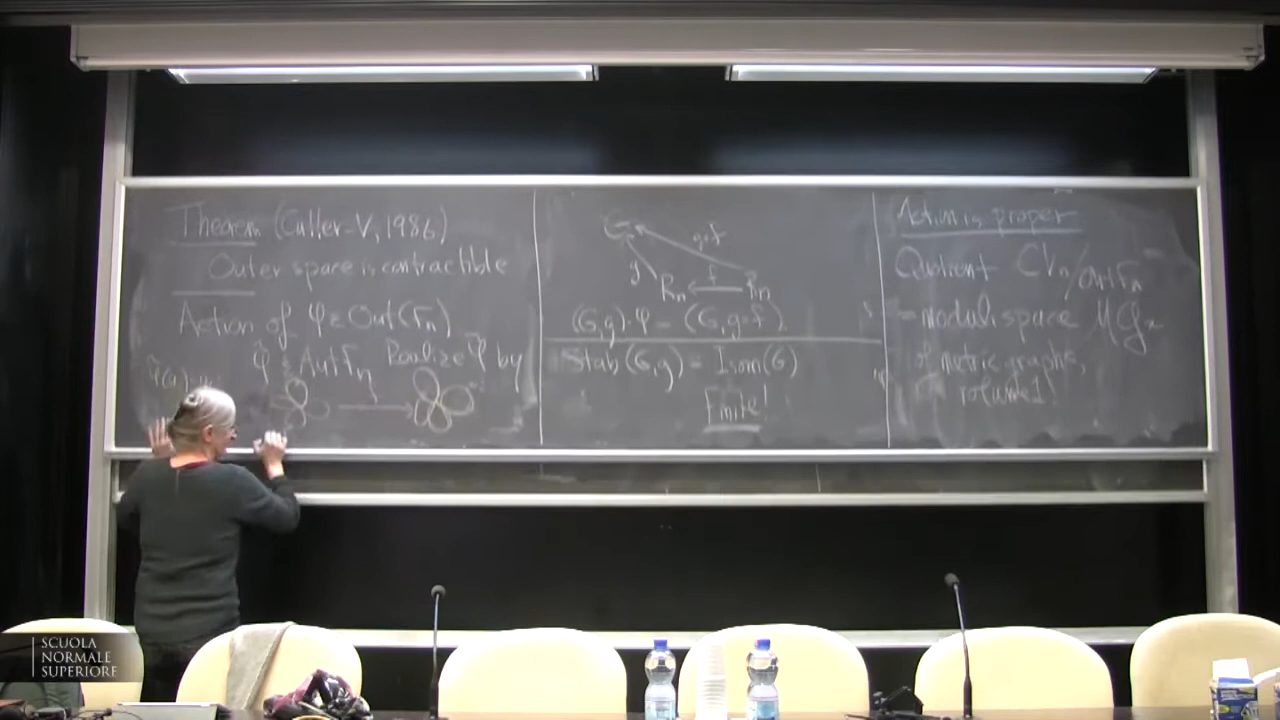 Theorem (Culler-V, 1986)
Outer space is contractible
Action of φ ∈ Out(Fn)
φ̃ ∈ Aut Fn Realize φ̃ by
G
g∘f
g f
Rn Rn
(G,g)·φ = (G, g∘f)
Stab(G,g) = Isom(G)
Finite!
Action is proper
Quotient CVn/Out Fn
= moduli space MGn
of metric graphs,
volume 1!
SCUOLA
NORMALE
SUPERIORE